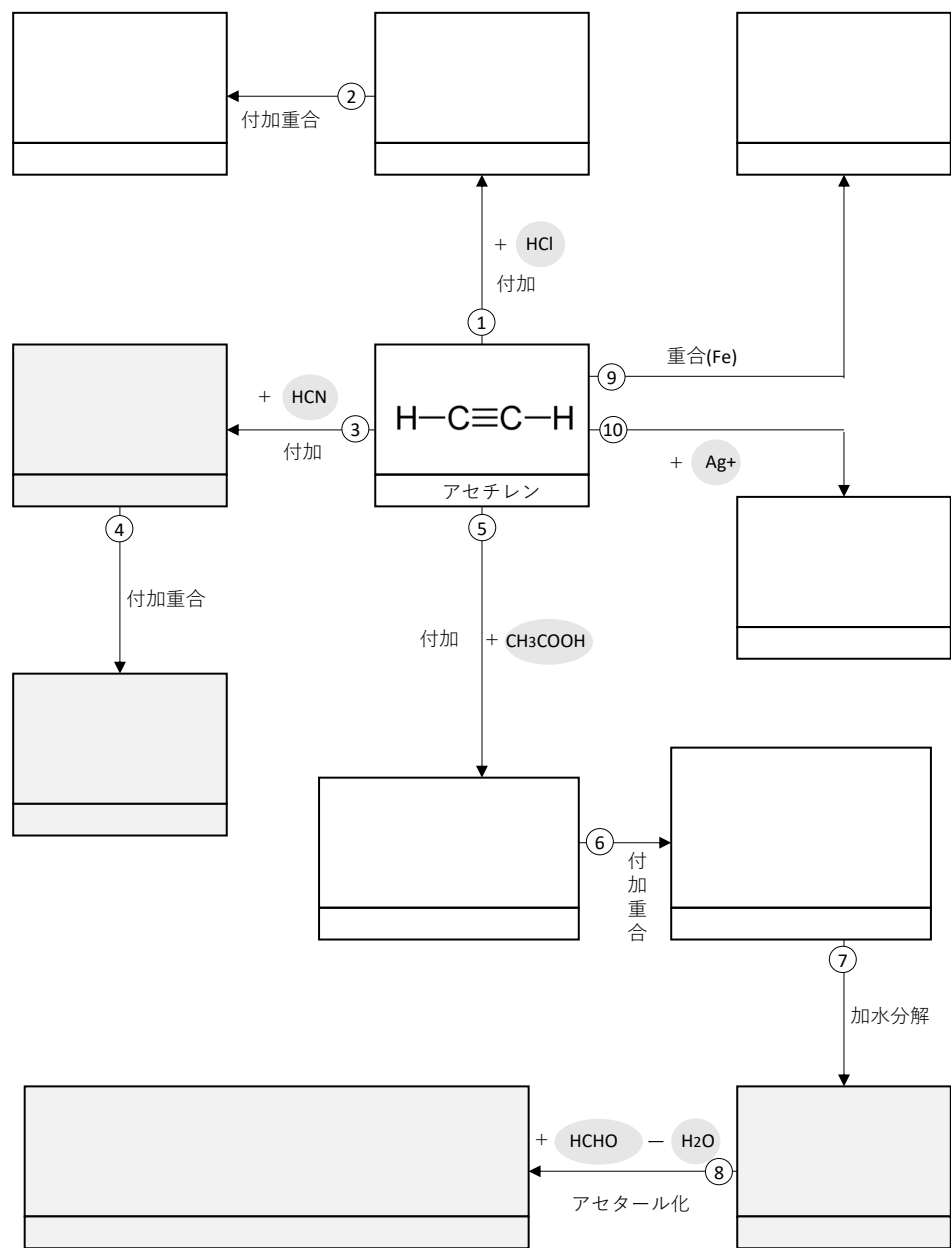 ②
付加重合
+ HCl
付加
①
⑨
重合(Fe)
+ HCN
③
付加
H—C≡C—H
アセチレン
⑩
+ Ag+
④
付加重合
⑤
付加
+ CH3COOH
⑥
付加重合
⑦
加水分解
+ HCHO — H2O
⑧
アセタール化